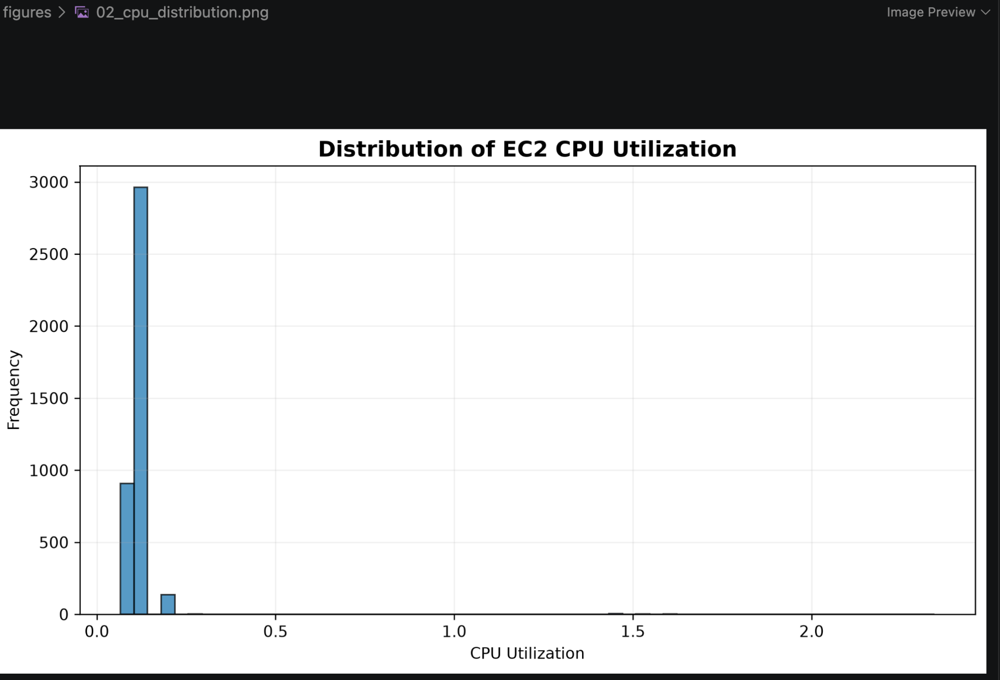 figures > 02_cpu_distribution.png
Image Preview
Distribution of EC2 CPU Utilization
3000
2500
2000
1500
1000
500
0
Frequency
0.0 0.5 1.0 1.5 2.0
CPU Utilization